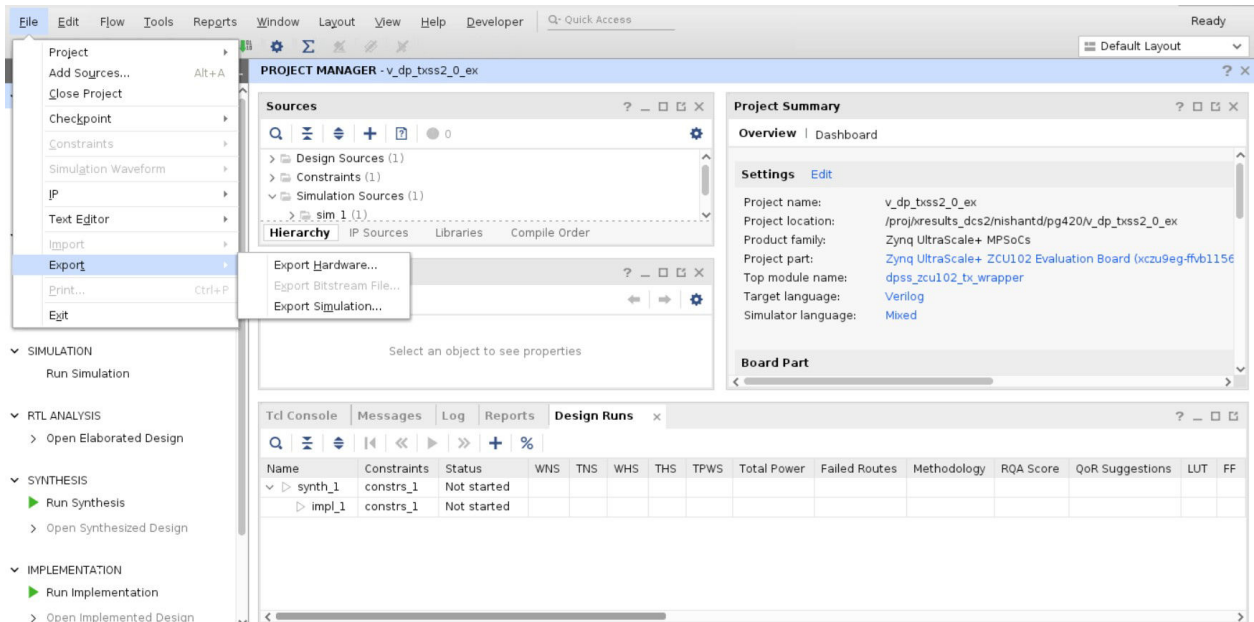 File Edit Flow Tools Reports Window Layout View Help Developer Q- Quick Access Ready
Default Layout
Project
Add Sources... Alt+A
Close Project
Checkpoint
Constraints
Simulation Waveform
IP
Text Editor
Import
Export
Print... Ctrl+P
Exit
Export Hardware...
Export Bitstream File...
Export Simulation...
SIMULATION
Run Simulation
RTL ANALYSIS
Open Elaborated Design
SYNTHESIS
Run Synthesis
Open Synthesized Design
IMPLEMENTATION
Run Implementation
Open Implemented Design
PROJECT MANAGER - v_dp_txss2_0_ex
Sources
0
Design Sources (1)
Constraints (1)
Simulation Sources (1)
sim_1 (1)
Hierarchy IP Sources Libraries Compile Order
Select an object to see properties
Project Summary
Overview | Dashboard
Settings Edit
Project name: v_dp_txss2_0_ex
Project location: /proj/xresults_dcs2/nishantd/pg420/v_dp_txss2_0_ex
Product family: Zynq UltraScale+ MPSoCs
Project part: Zynq UltraScale+ ZCU102 Evaluation Board (xczu9eg-ffvb1156
Top module name: dpss_zcu102_tx_wrapper
Target language: Verilog
Simulator language: Mixed
Board Part
Tcl Console Messages Log Reports Design Runs
Name Constraints Status WNS TNS WHS THS TPWS Total Power Failed Routes Methodology RQA Score QoR Suggestions LUT FF
synth_1 constrs_1 Not started
impl_1 constrs_1 Not started